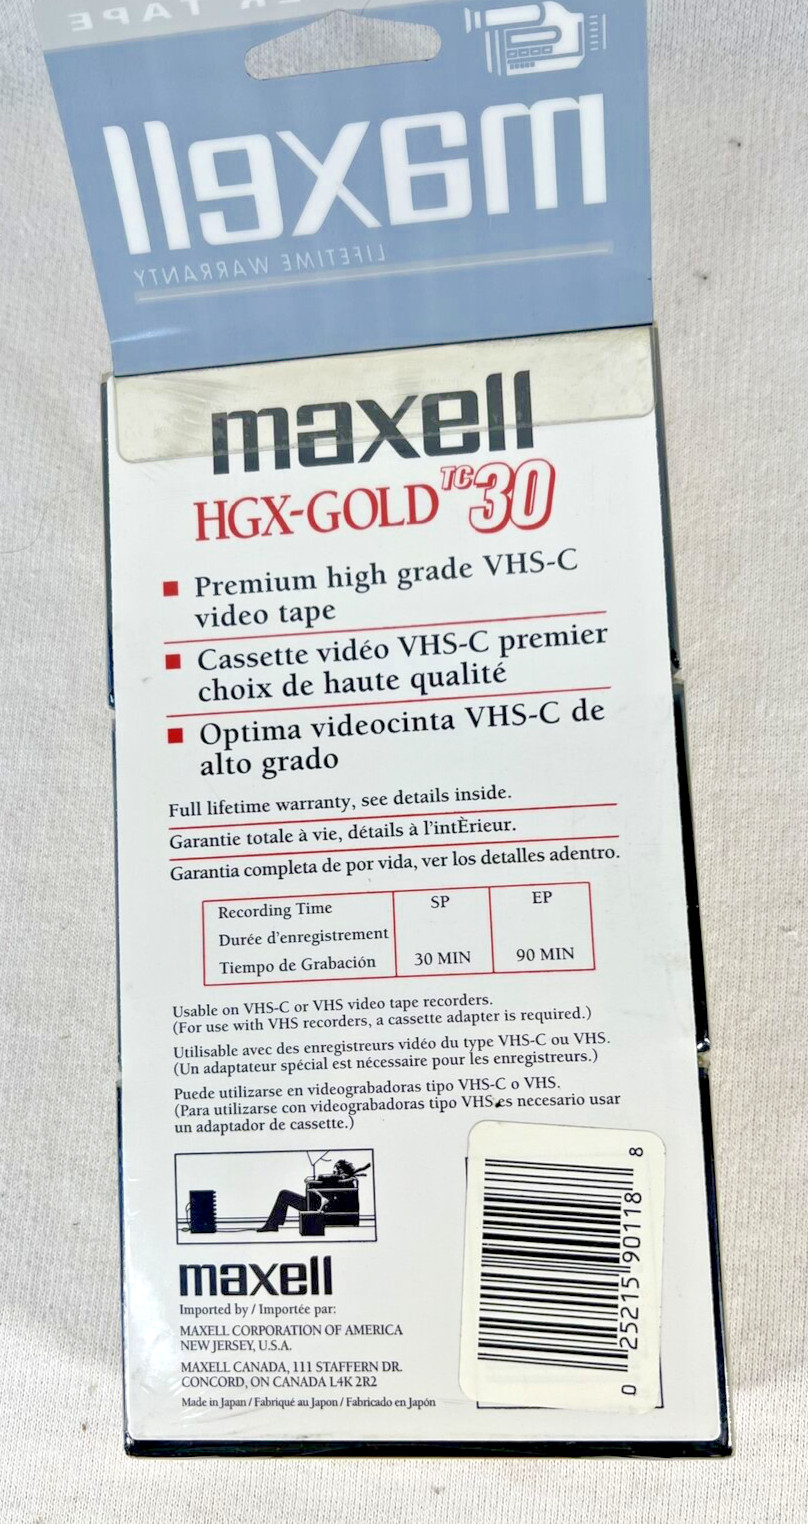 ER TAPE
maxell
LIFETIME WARRANTY
maxell
HGX-GOLD TC30
Premium high grade VHS-C
video tape
Cassette vidéo VHS-C premier
choix de haute qualité
Optima videocinta VHS-C de
alto grado
Full lifetime warranty, see details inside.
Garantie totale à vie, détails à l'intÈrieur.
Garantia completa de por vida, ver los detalles adentro.
Recording Time SP EP
Durée d'enregistrement
Tiempo de Grabación 30 MIN 90 MIN
Usable on VHS-C or VHS video tape recorders.
(For use with VHS recorders, a cassette adapter is required.)
Utilisable avec des enregistreurs vidéo du type VHS-C ou VHS.
(Un adaptateur spécial est nécessaire pour les enregistreurs.)
Puede utilizarse en videograbadoras tipo VHS-C o VHS.
(Para utilizarse con videograbadoras tipo VHS es necesario usar
un adaptador de cassette.)
maxell
Imported by / Importée par:
MAXELL CORPORATION OF AMERICA
NEW JERSEY, U.S.A.
MAXELL CANADA, 111 STAFFERN DR.
CONCORD, ON CANADA L4K 2R2
Made in Japan / Fabriqué au Japon / Fabricado en Japón
0 25215 90118 8